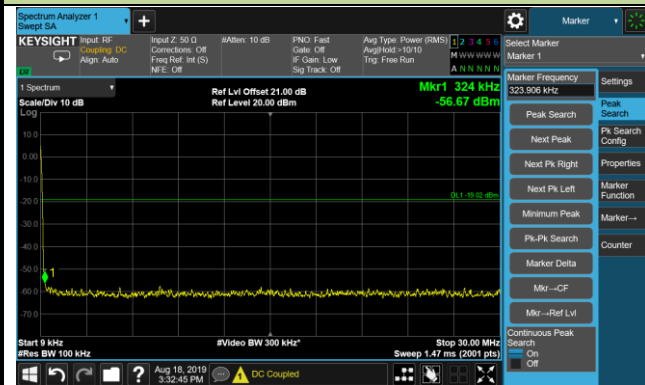 Spectrum Analyzer 1
Swept SA
+
Marker
KEYSIGHT
Input: RF
Coupling: DC
Align: Auto
Input Z: 50 Ω
Corrections: Off
Freq Ref: Int (S)
NFE: Off
#Atten: 10 dB
PNO: Fast
Gate: Off
IF Gain: Low
Sig Track: Off
Avg Type: Power (RMS)
Avg|Hold:>10/10
Trig: Free Run
1 2 3 4 5 6
M W W W W W
A N N N N N
Select Marker
Marker 1
Marker Frequency
323.906 kHz
Settings
1 Spectrum
Scale/Div 10 dB
Log
Ref Lvl Offset 21.00 dB
Ref Level 20.00 dBm
Mkr1 324 kHz
-56.67 dBm
Peak Search
Peak
Search
Next Peak
Pk Search
Config
Next Pk Right
Properties
Next Pk Left
Marker
Function
Minimum Peak
Marker→
Pk-Pk Search
Counter
Marker Delta
Mkr→CF
Mkr→Ref Lvl
Continuous Peak
Search
On
Off
10.0
0.00
-10.0
-20.0
-30.0
-40.0
-50.0
-60.0
-70.0
DL1 -19.02 dBm
1
Start 9 kHz
#Res BW 100 kHz
#Video BW 300 kHz*
Stop 30.00 MHz
Sweep 1.47 ms (2001 pts)
?
Aug 18, 2019
3:32:45 PM
DC Coupled